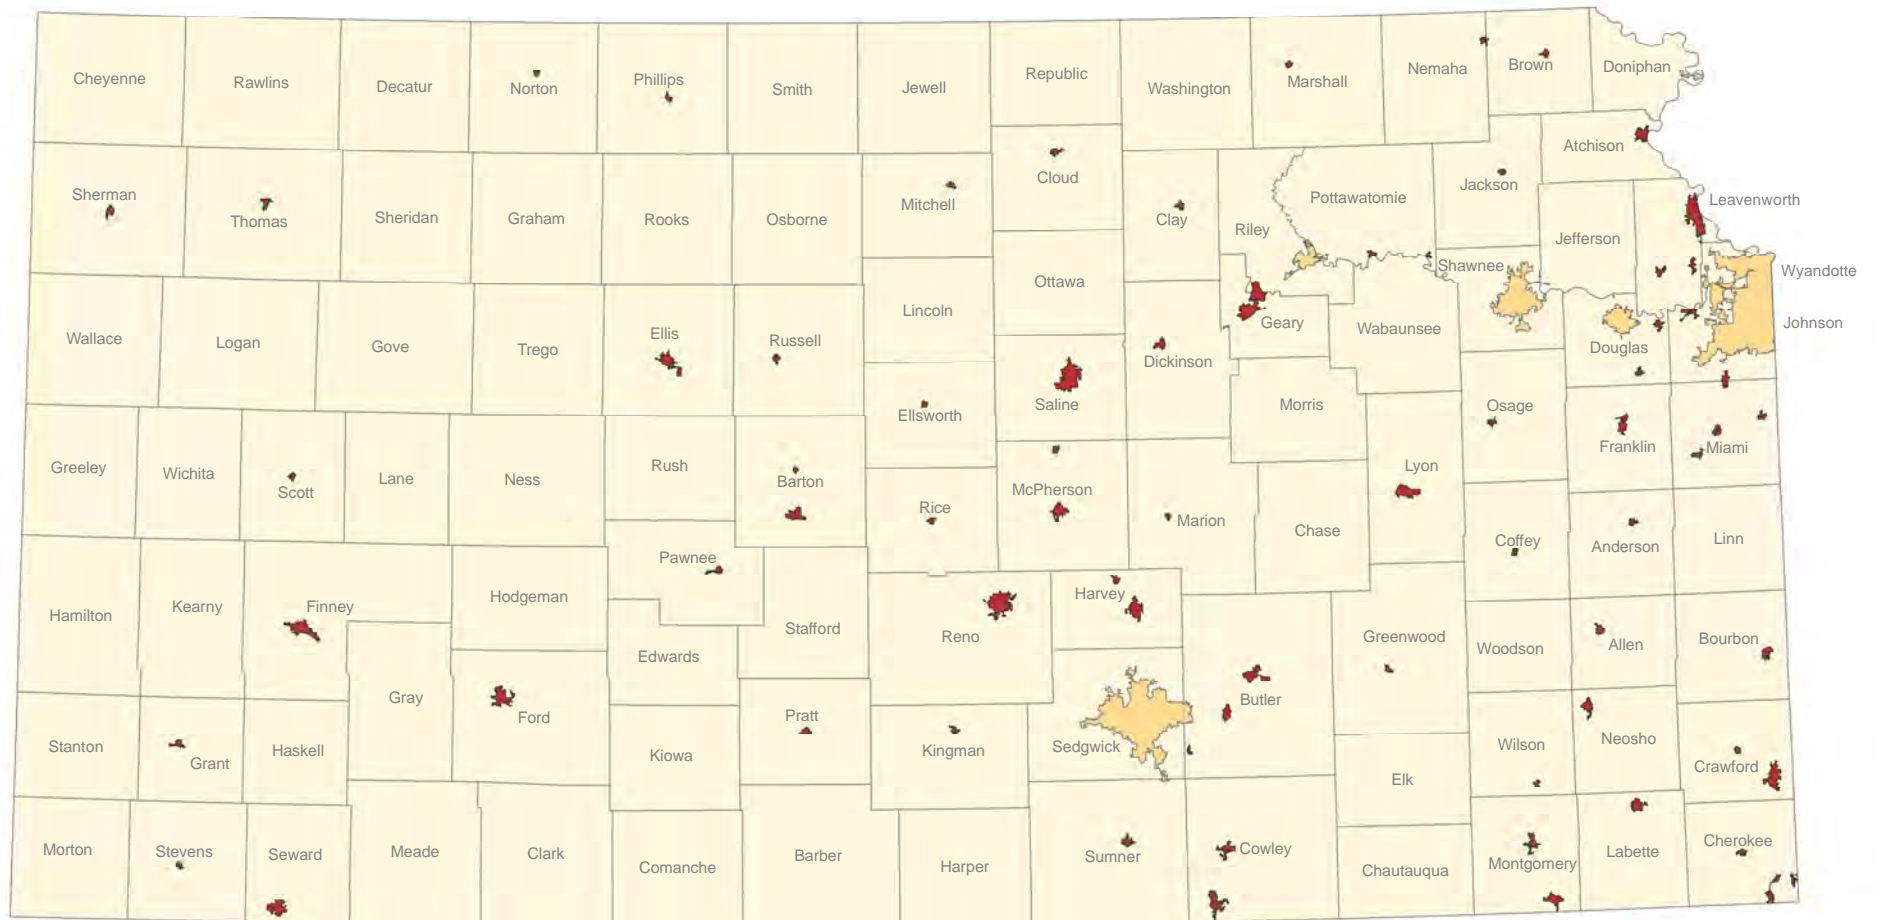 Cheyenne
Rawlins
Decatur
Norton
Phillips
Smith
Jewell
Republic
Washington
Marshall
Nemaha
Brown
Doniphan
Sherman
Thomas
Sheridan
Graham
Rooks
Osborne
Mitchell
Cloud
Clay
Riley
Pottawatomie
Jackson
Atchison
Jefferson
Leavenworth
Wyandotte
Johnson
Shawnee
Ottawa
Lincoln
Wallace
Logan
Gove
Trego
Ellis
Russell
Ellsworth
Saline
Dickinson
Geary
Wabaunsee
Morris
Douglas
Osage
Franklin
Miami
Greeley
Wichita
Scott
Lane
Ness
Rush
Barton
Rice
McPherson
Marion
Chase
Lyon
Coffey
Anderson
Linn
Hamilton
Kearny
Finney
Hodgeman
Pawnee
Stafford
Edwards
Reno
Harvey
Greenwood
Woodson
Allen
Bourbon
Gray
Ford
Pratt
Kiowa
Kingman
Sedgwick
Butler
Wilson
Neosho
Crawford
Stanton
Grant
Haskell
Elk
Morton
Stevens
Seward
Meade
Clark
Comanche
Barber
Harper
Sumner
Cowley
Chautauqua
Montgomery
Labette
Cherokee